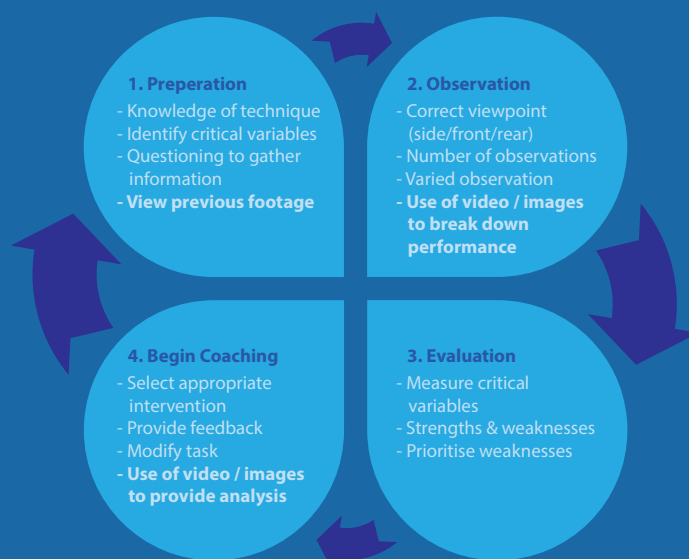 1. Preperation
- Knowledge of technique
- Identify critical variables
- Questioning to gather
information
- View previous footage
2. Observation
- Correct viewpoint
(side/front/rear)
- Number of observations
- Varied observation
- Use of video / images
to break down
performance
3. Evaluation
- Measure critical
variables
- Strengths & weaknesses
- Prioritise weaknesses
4. Begin Coaching
- Select appropriate
intervention
- Provide feedback
- Modify task
- Use of video / images
to provide analysis